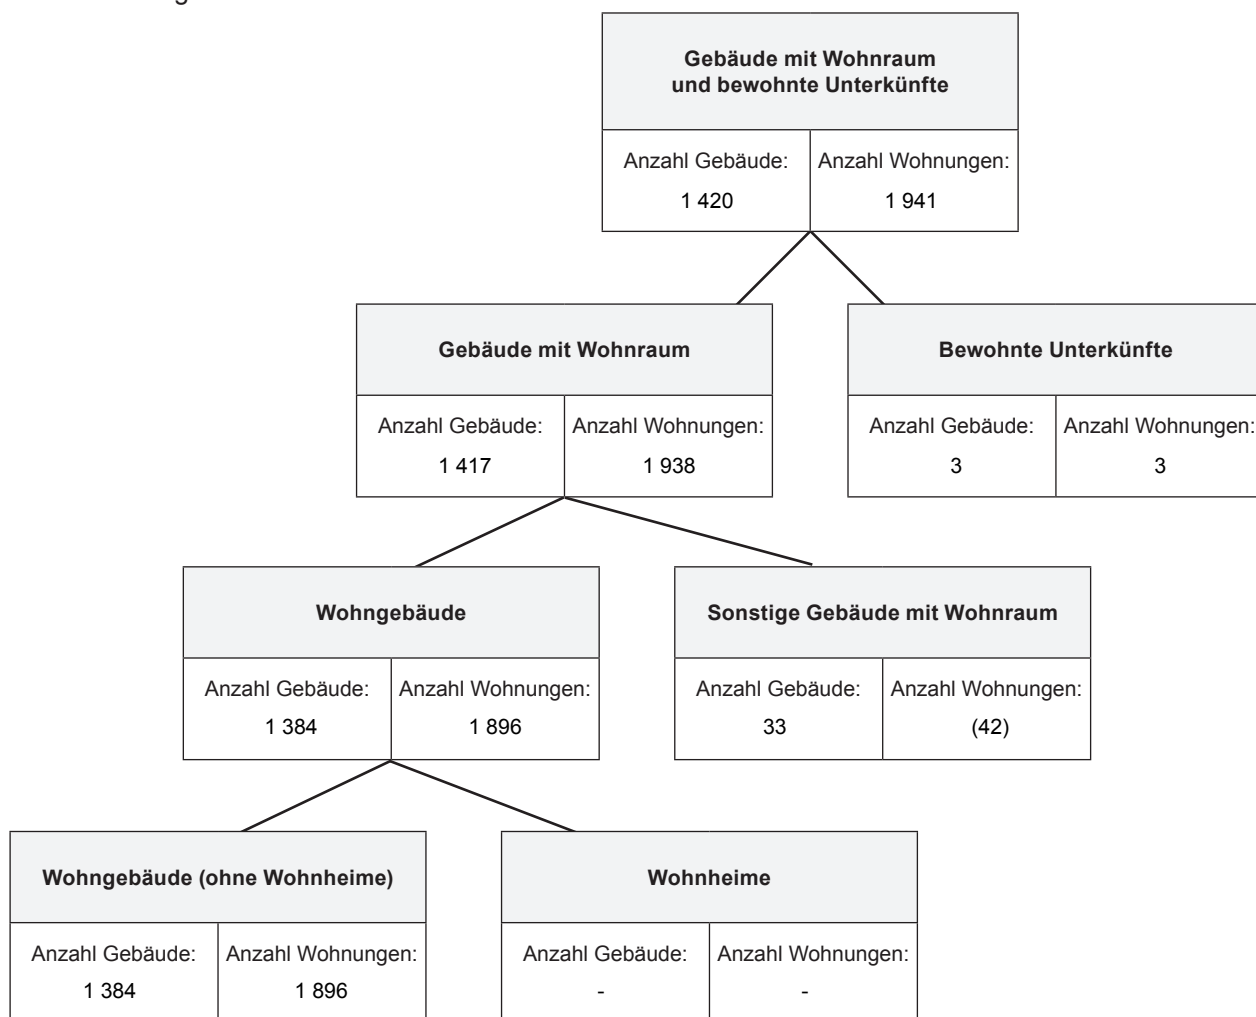 Gebäude mit Wohnraum
und bewohnte Unterkünfte
Anzahl Gebäude: Anzahl Wohnungen:
1 420 1 941
Gebäude mit Wohnraum
Anzahl Gebäude: Anzahl Wohnungen:
1 417 1 938
Bewohnte Unterkünfte
Anzahl Gebäude: Anzahl Wohnungen:
3 3
Wohngebäude
Anzahl Gebäude: Anzahl Wohnungen:
1 384 1 896
Sonstige Gebäude mit Wohnraum
Anzahl Gebäude: Anzahl Wohnungen:
33 (42)
Wohngebäude (ohne Wohnheime)
Anzahl Gebäude: Anzahl Wohnungen:
1 384 1 896
Wohnheime
Anzahl Gebäude: Anzahl Wohnungen:
- -